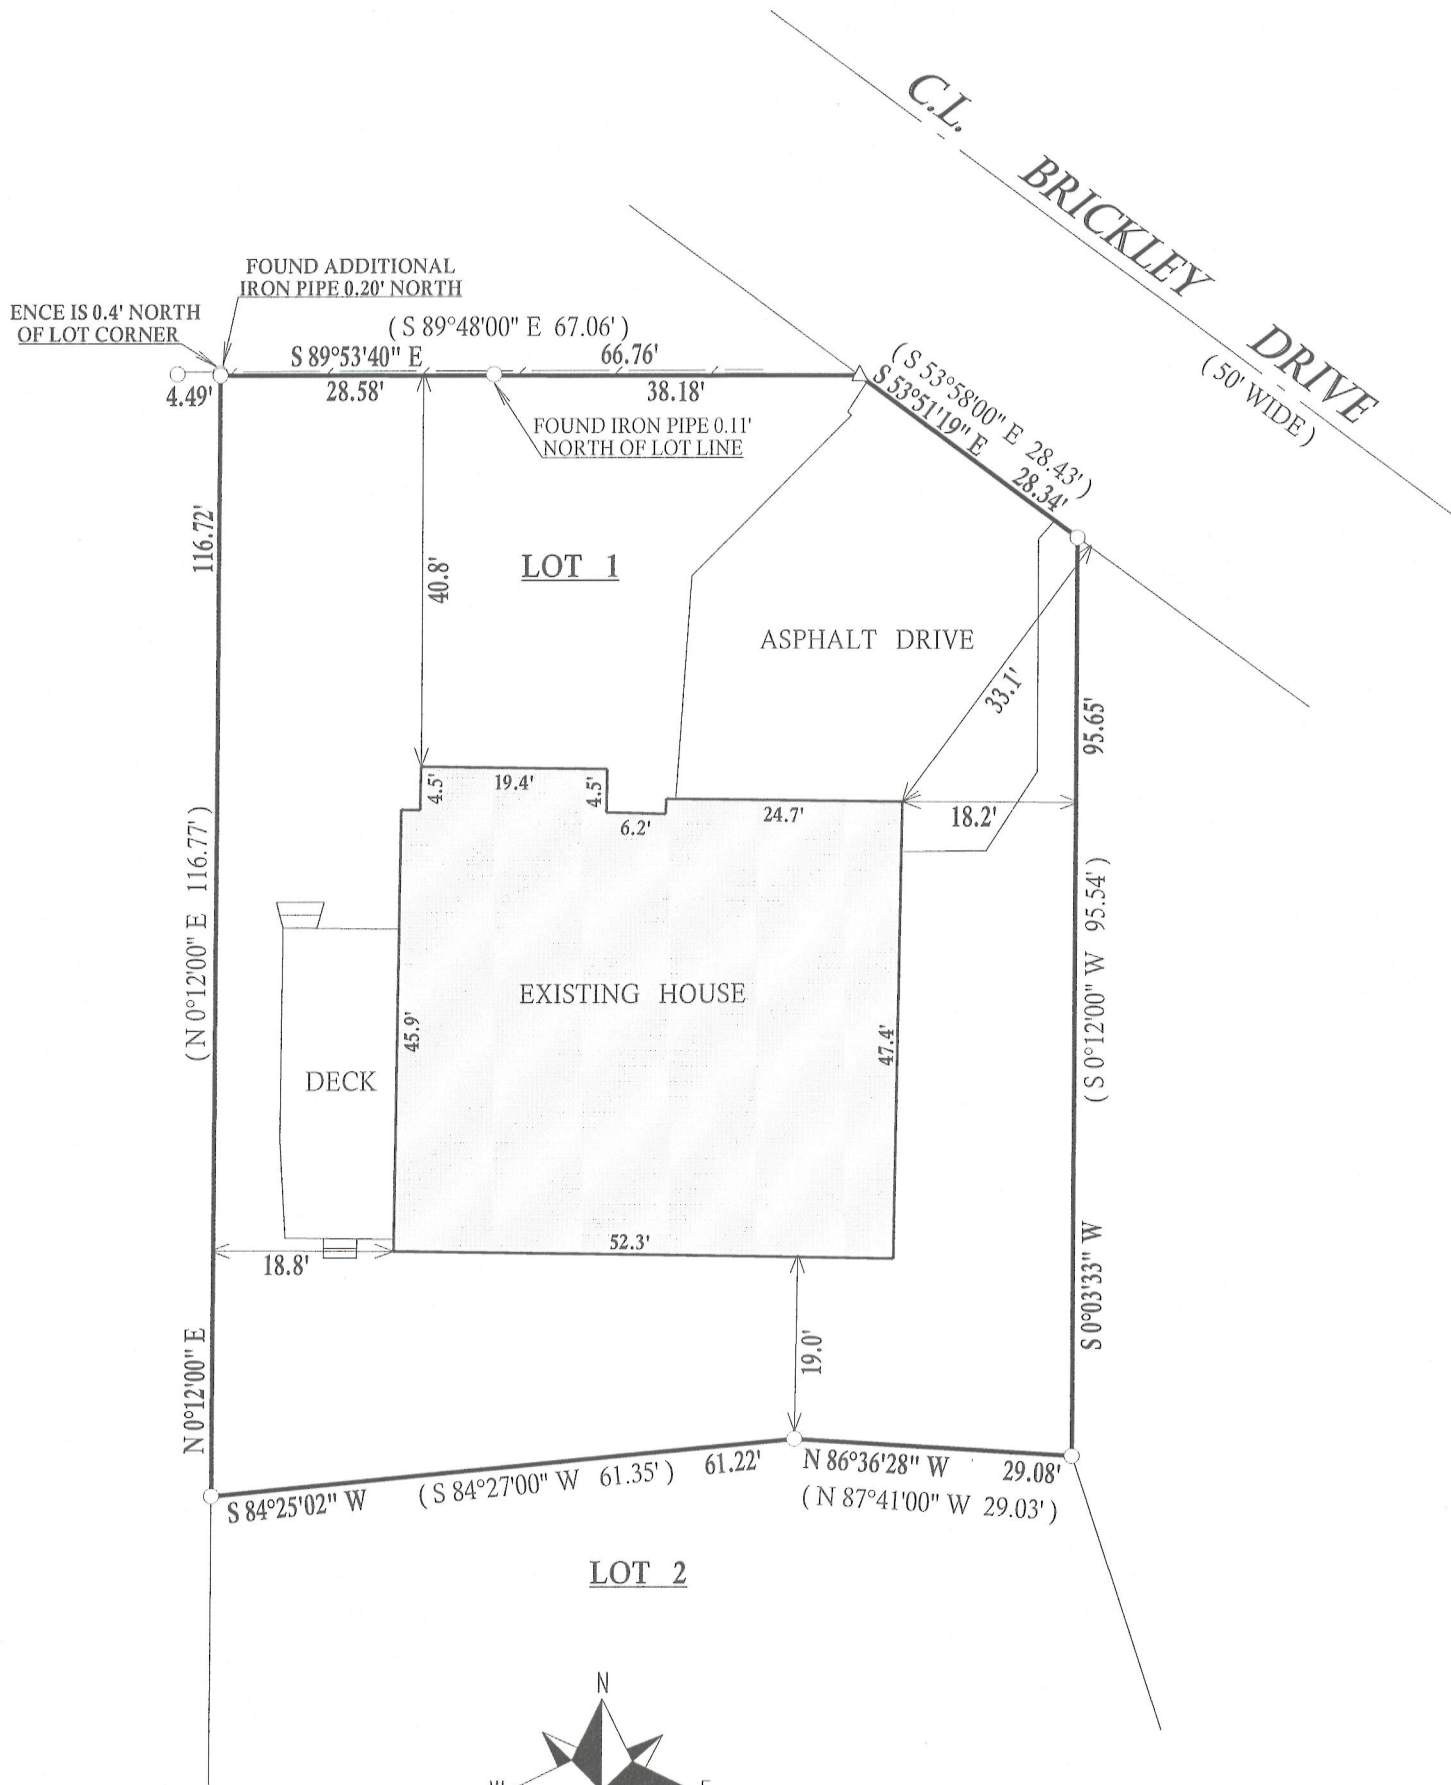 C.L. BRICKLEY DRIVE
( 50' WIDE )
FOUND ADDITIONAL
IRON PIPE 0.20' NORTH
ENCE IS 0.4' NORTH
OF LOT CORNER
( S 89°48'00" E 67.06' )
S 89°53'40" E 66.76'
4.49'
28.58'
38.18'
( S 53°58'00" E 28.43' )
S 53°51'19" E 28.34'
FOUND IRON PIPE 0.11'
NORTH OF LOT LINE
116.72'
40.8'
LOT 1
ASPHALT DRIVE
33.1'
95.65'
4.5'
19.4'
4.5'
6.2'
24.7'
18.2'
( N 0°12'00" E 116.77' )
( S 0°12'00" W 95.54' )
EXISTING HOUSE
45.9'
47.4'
DECK
52.3'
18.8'
19.0'
S 0°03'33" W
N 0°12'00" E
S 84°25'02" W
( S 84°27'00" W 61.35' )
61.22'
N 86°36'28" W 29.08'
( N 87°41'00" W 29.03' )
LOT 2
N
W E